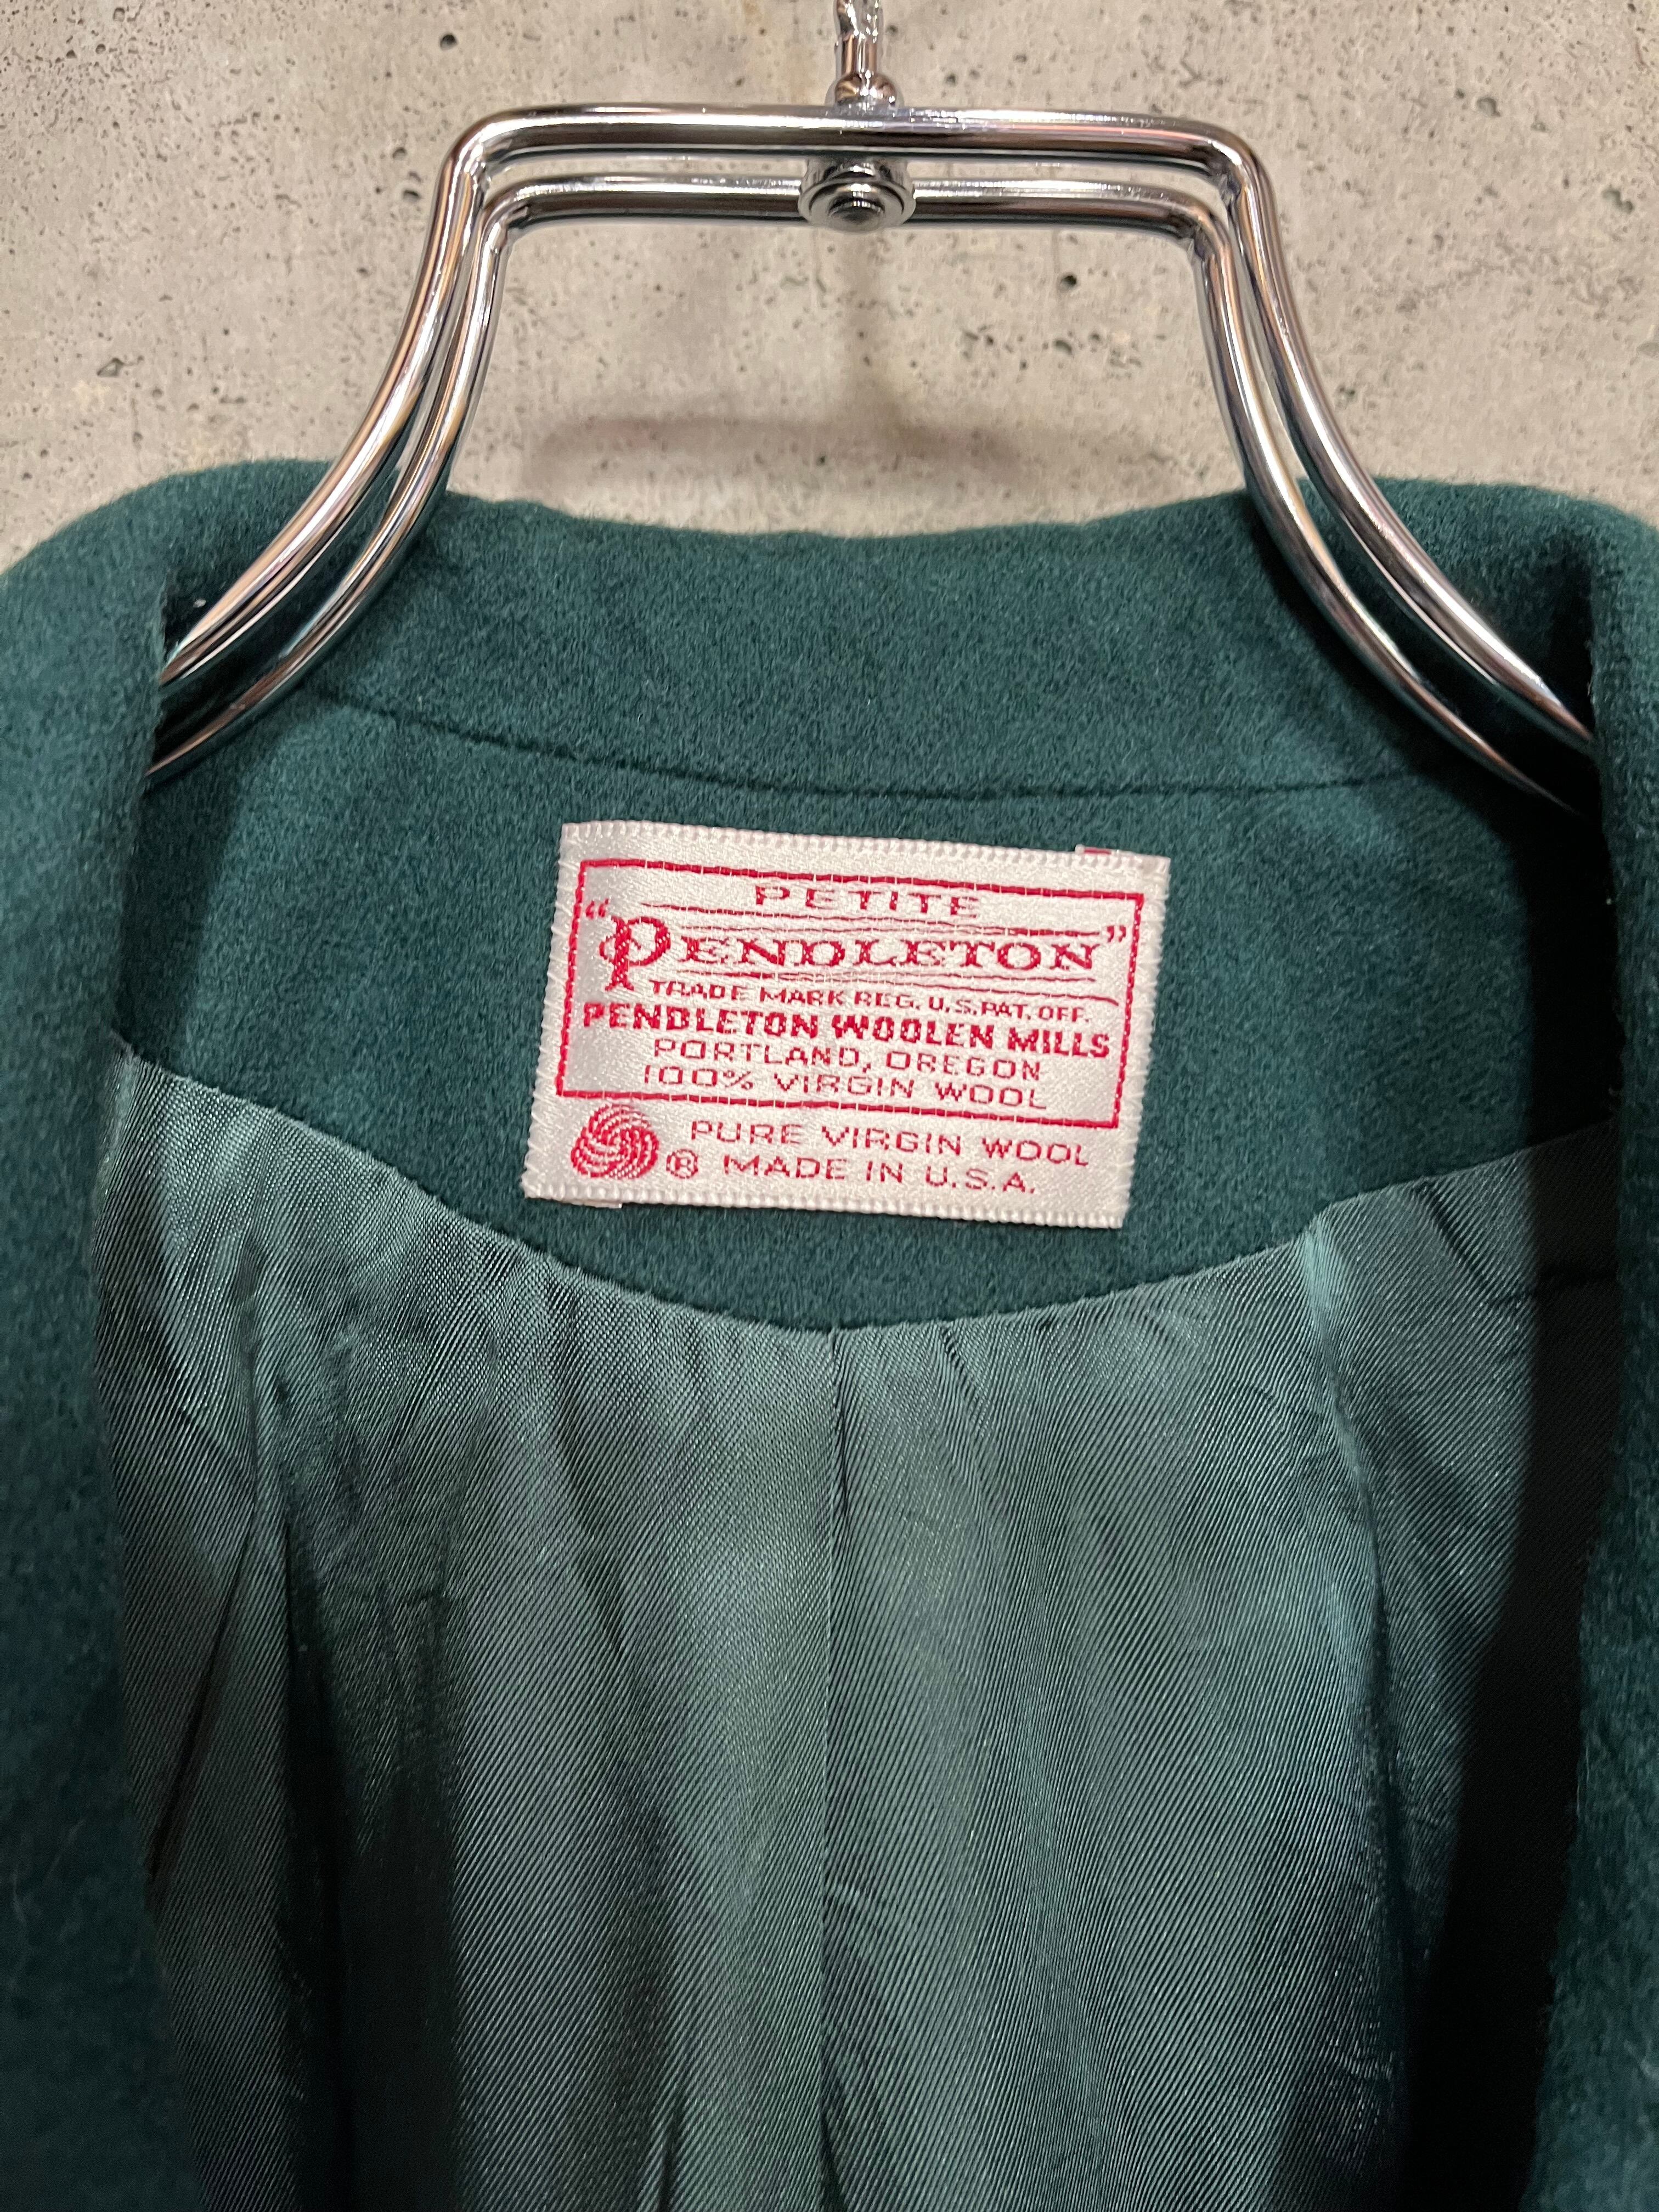 PETITE
“PENDLETON”
TRADE MARK REG. U.S. PAT. OFF.
PENDLETON WOOLEN MILLS
PORTLAND, OREGON
100% VIRGIN WOOL
PURE VIRGIN WOOL
® MADE IN U.S.A.